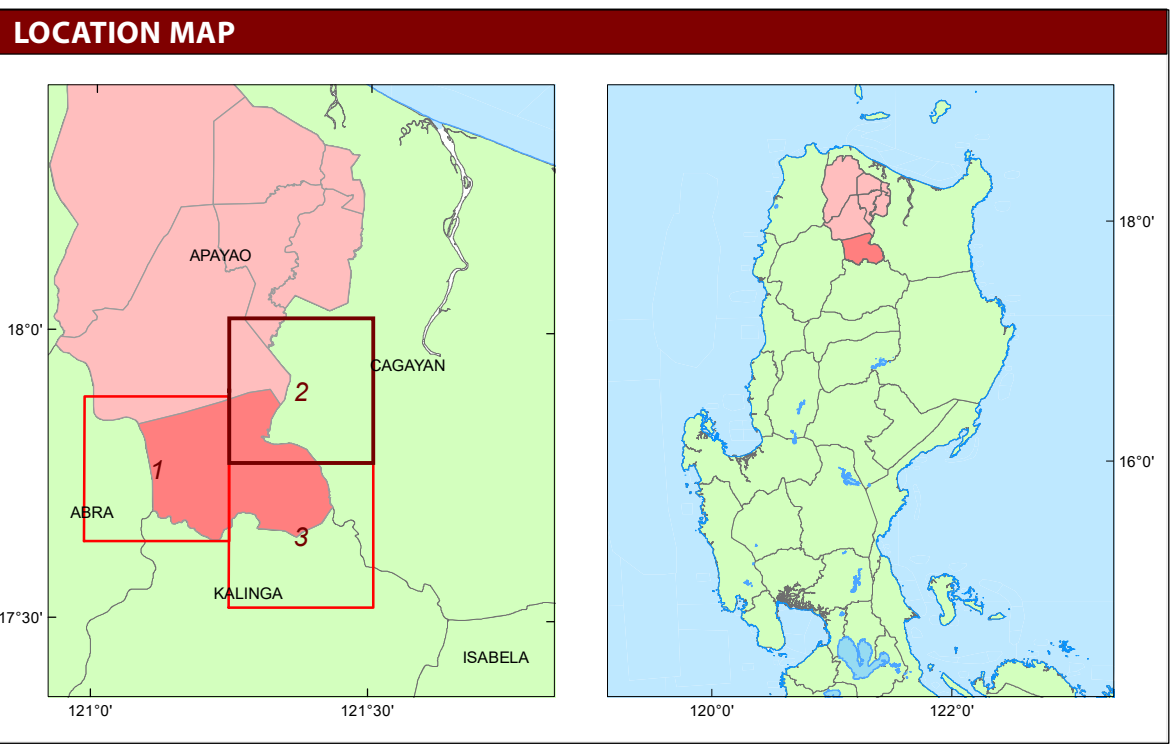 LOCATION MAP
APAYAO
18°0'
CAGAYAN
2
1
ABRA
3
KALINGA
17°30'
ISABELA
121°0'
121°30'
18°0'
16°0'
120°0'
122°0'